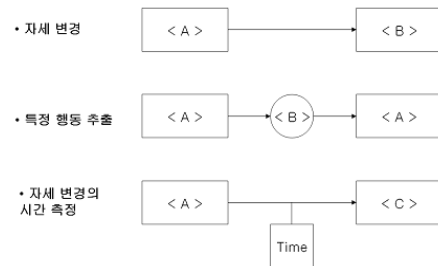 • 자세 변경
< A >
< B >
• 특정 행동 추출
< A >
< B >
< A >
• 자세 변경의
시간 측정
< A >
< C >
Time